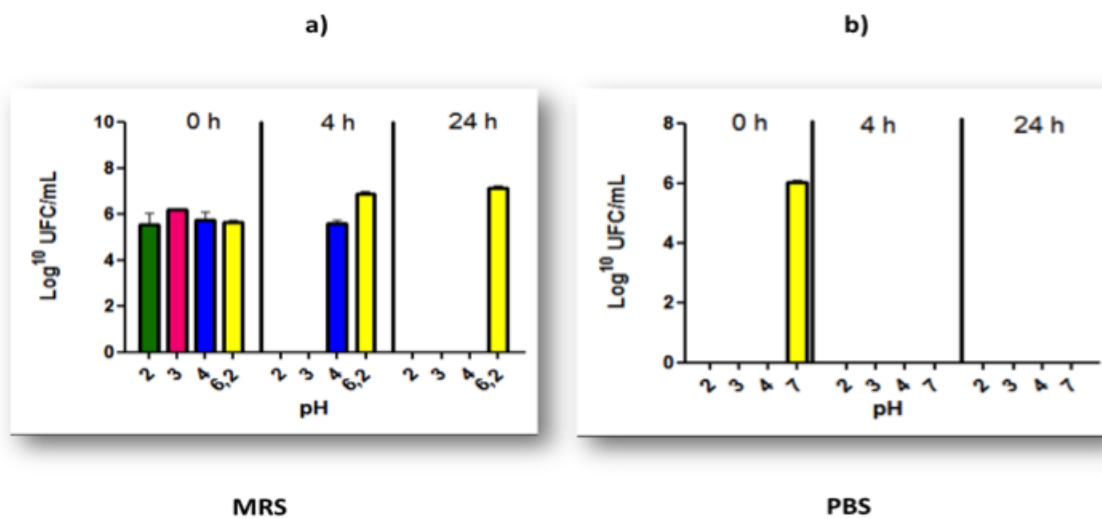 a)
b)
0 h 4 h 24 h
10
8
6
4
2
0
Log¹⁰ UFC/mL
2 3 4 6,2 2 3 4 6,2 2 3 4 6,2
pH
0 h 4 h 24 h
8
6
4
2
0
Log¹⁰ UFC/mL
2 3 4 7 2 3 4 7 2 3 4 7
pH
MRS
PBS